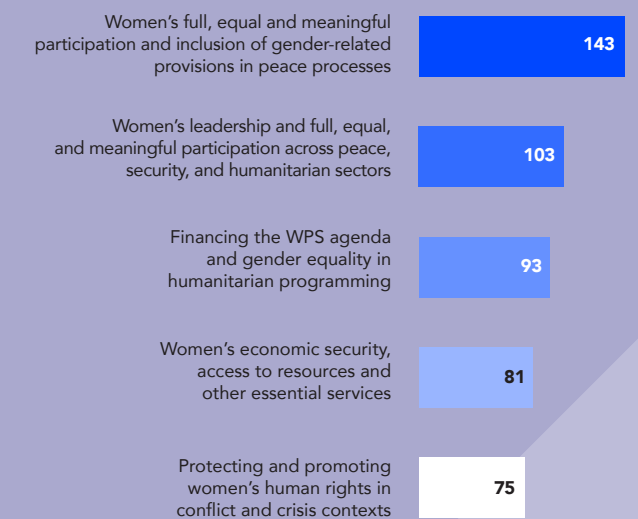 Women’s full, equal and meaningful
participation and inclusion of gender-related
provisions in peace processes
143
Women’s leadership and full, equal,
and meaningful participation across peace,
security, and humanitarian sectors
103
Financing the WPS agenda
and gender equality in
humanitarian programming
93
Women’s economic security,
access to resources and
other essential services
81
Protecting and promoting
women’s human rights in
conflict and crisis contexts
75